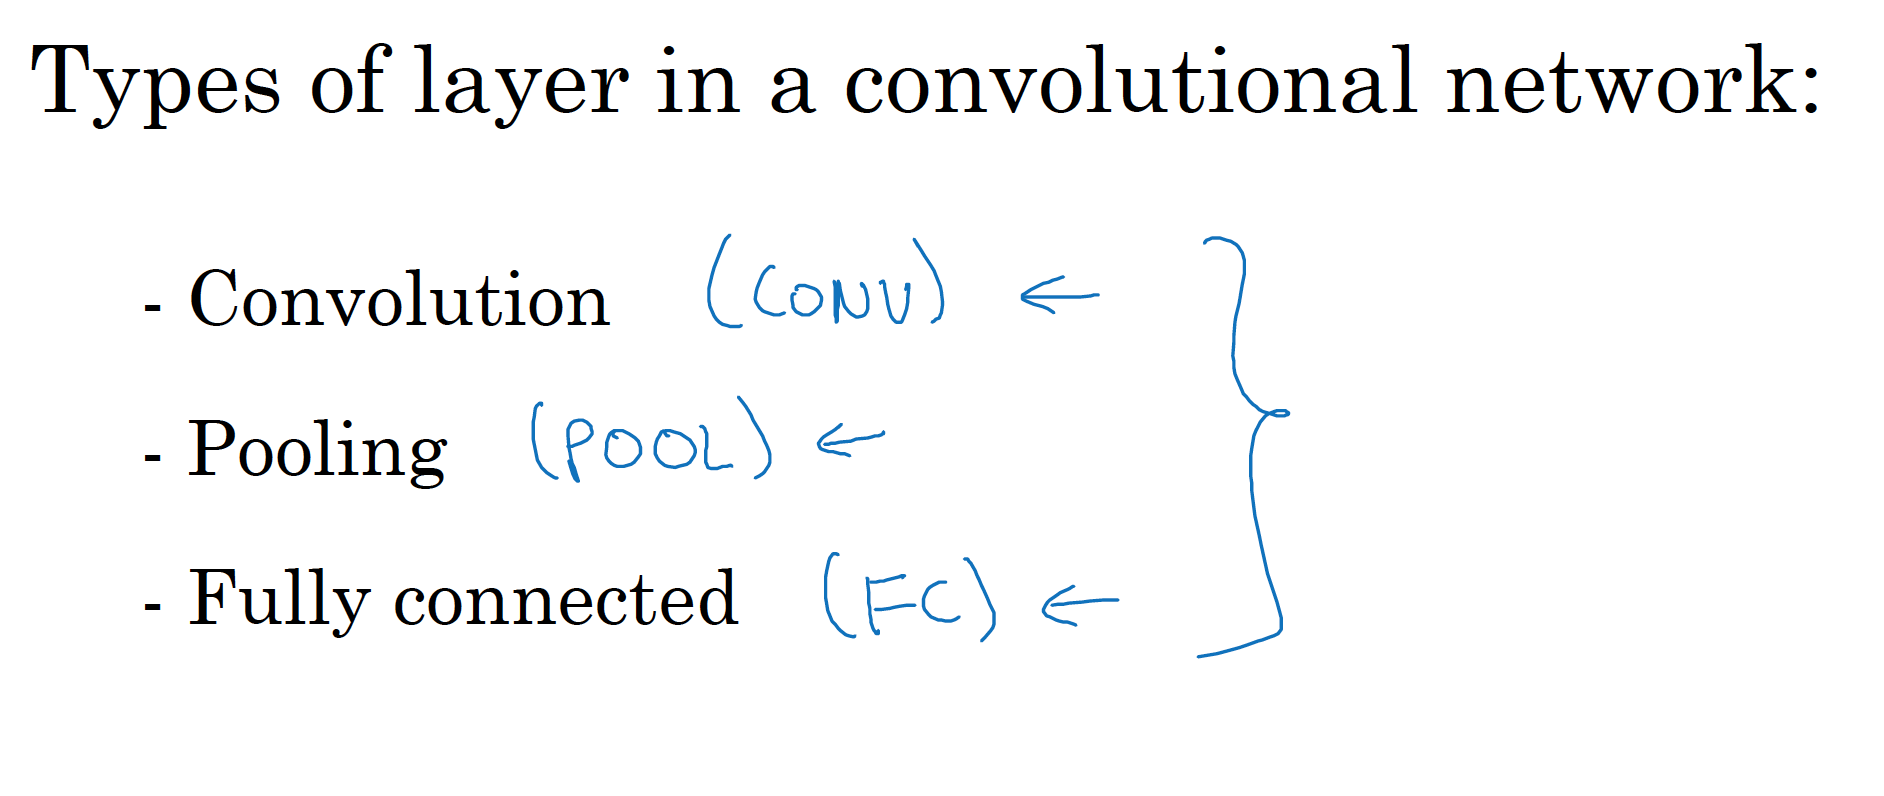 Types of layer in a convolutional network:
- Convolution (CONV) ←
- Pooling (POOL) ←
- Fully connected (FC) ←